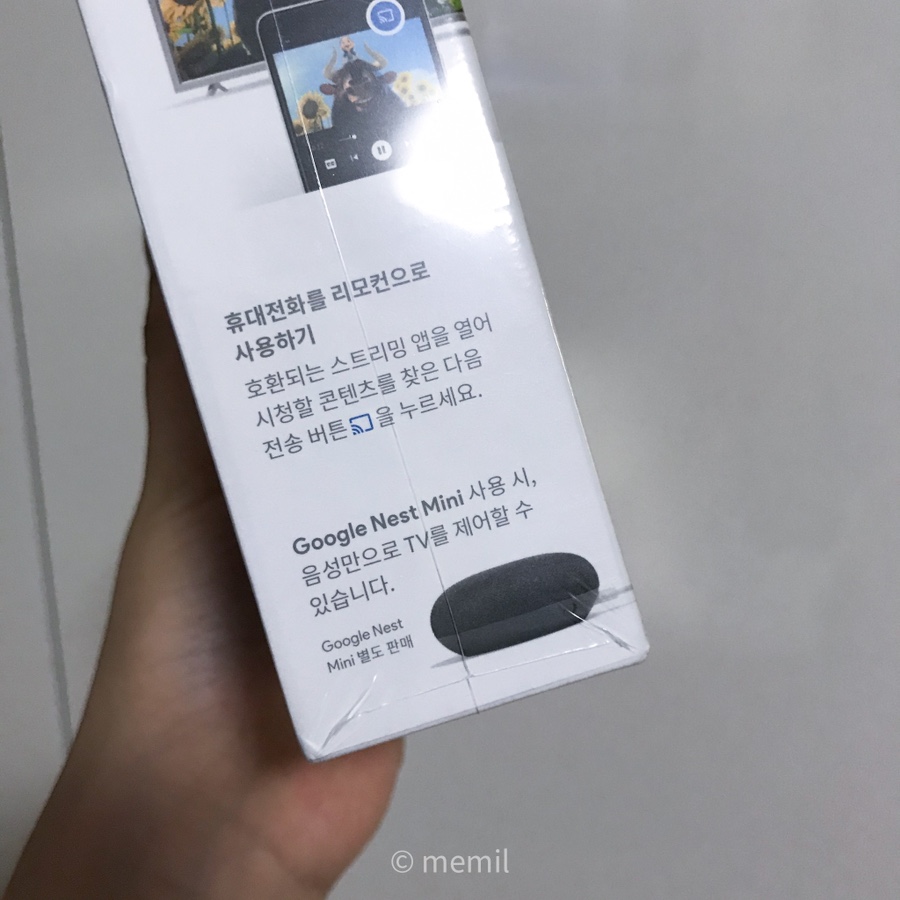 휴대전화를 리모컨으로
사용하기
호환되는 스트리밍 앱을 열어
시청할 콘텐츠를 찾은 다음
전송 버튼 을 누르세요.
Google Nest Mini 사용 시,
음성만으로 TV를 제어할 수
있습니다.
Google Nest
Mini 별도 판매
© memil